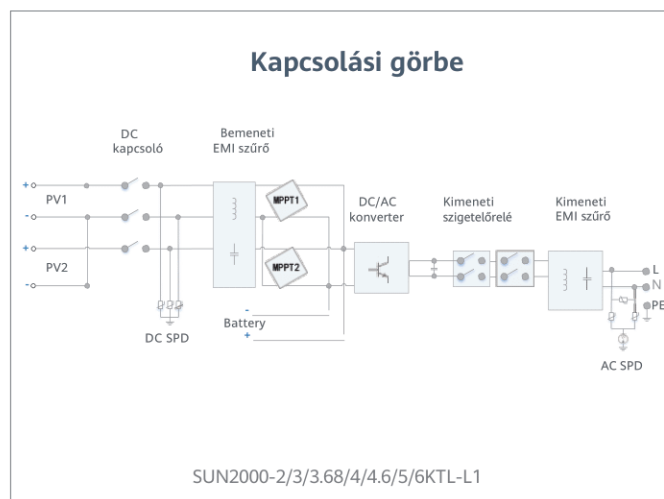 Kapcsolási görbe
DC
kapcsoló
Bemeneti
EMI szűrő
DC/AC
konverter
Kimeneti
szigetelőrelé
Kimeneti
EMI szűrő
+
PV1
-
+
PV2
-
MPPT1
MPPT2
L
N
PE
-
Battery
+
DC SPD
AC SPD
SUN2000-2/3/3.68/4/4.6/5/6KTL-L1